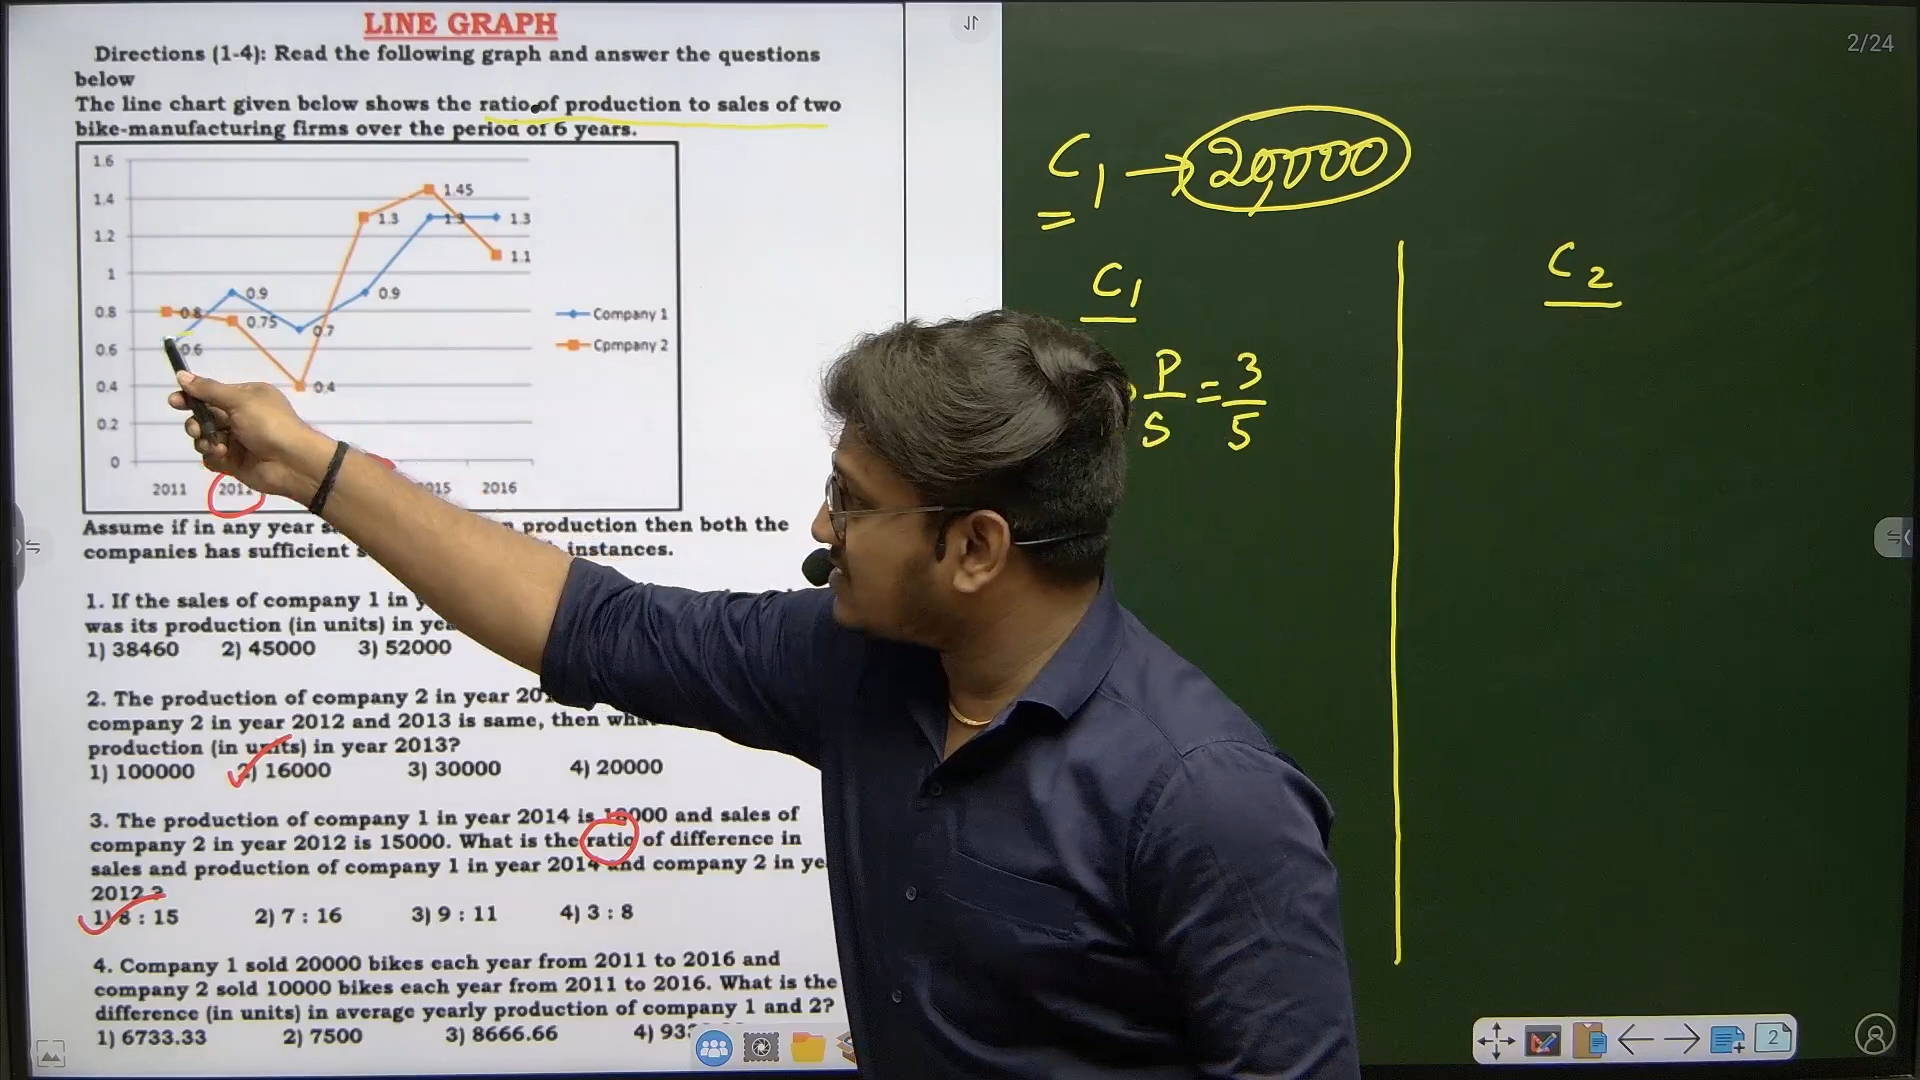 LINE GRAPH
Directions (1-4): Read the following graph and answer the questions
below
The line chart given below shows the ratio of production to sales of two
bike-manufacturing firms over the period of 6 years.
1.6
1.4
1.2
1
0.8
0.6
0.4
0.2
0
0.8
0.6
0.9
0.75
0.7
0.4
1.3
0.9
1.45
1.3
1.3
1.1
Company 1
Cpmpany 2
2011 2012 2015 2016
Assume if in any year production then both the
companies has sufficient instances.
1. If the sales of company 1 in
was its production (in units) in
1) 38460 2) 45000 3) 52000
2. The production of company 2 in year
company 2 in year 2012 and 2013 is same, then
production (in units) in year 2013?
1) 100000 2) 16000 3) 30000 4) 20000
3. The production of company 1 in year 2014 is 18000 and sales of
company 2 in year 2012 is 15000. What is the ratio of difference in
sales and production of company 1 in year 2014 and company 2 in
2012 ?
1) 8 : 15 2) 7 : 16 3) 9 : 11 4) 3 : 8
4. Company 1 sold 20000 bikes each year from 2011 to 2016 and
company 2 sold 10000 bikes each year from 2011 to 2016. What is the
difference (in units) in average yearly production of company 1 and 2?
1) 6733.33 2) 7500 3) 8666.66 4)
2/24
C1 → 20,000
C1 C2
P/S = 3/5
2